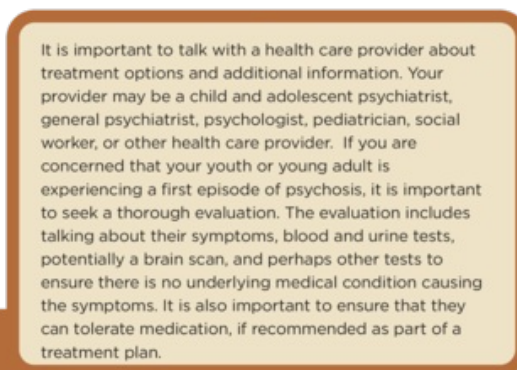 It is important to talk with a health care provider about
treatment options and additional information. Your
provider may be a child and adolescent psychiatrist,
general psychiatrist, psychologist, pediatrician, social
worker, or other health care provider.  If you are
concerned that your youth or young adult is
experiencing a first episode of psychosis, it is important
to seek a thorough evaluation. The evaluation includes
talking about their symptoms, blood and urine tests,
potentially a brain scan, and perhaps other tests to
ensure there is no underlying medical condition causing
the symptoms. It is also important to ensure that they
can tolerate medication, if recommended as part of a
treatment plan.